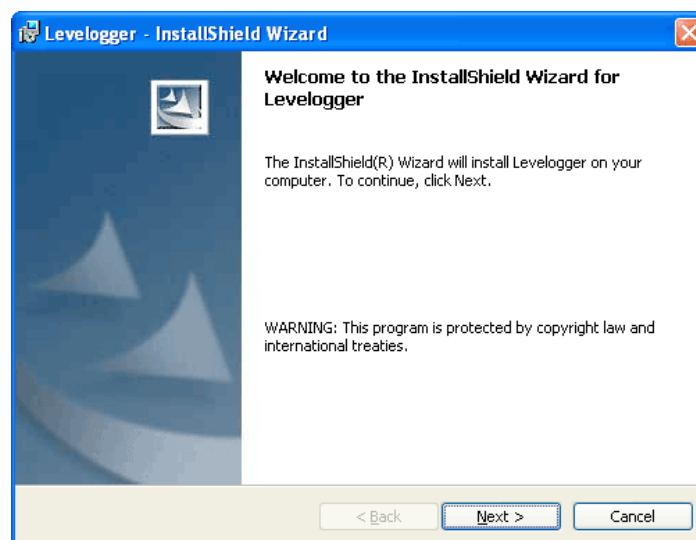 Levelogger - InstallShield Wizard
Welcome to the InstallShield Wizard for
Levelogger
The InstallShield(R) Wizard will install Levelogger on your
computer. To continue, click Next.
WARNING: This program is protected by copyright law and
international treaties.
< Back
Next >
Cancel